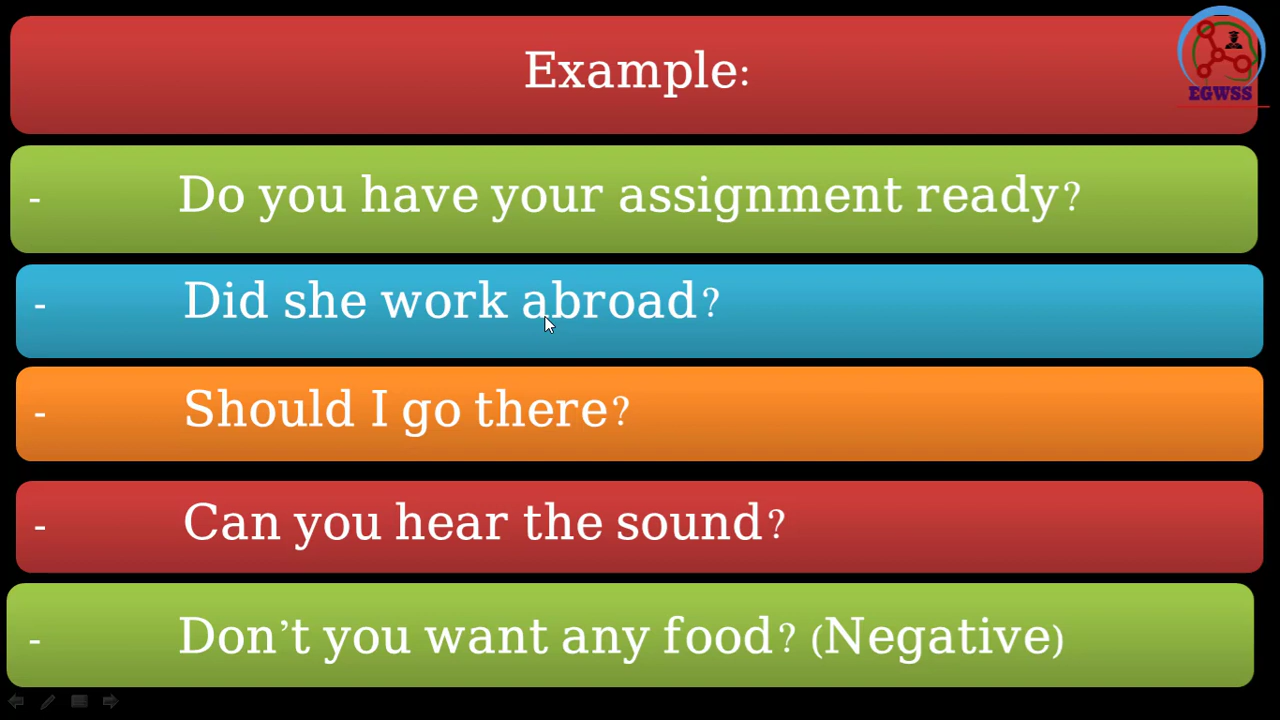 EGWSS
Example:
- Do you have your assignment ready?
- Did she work abroad?
- Should I go there?
- Can you hear the sound?
- Don’t you want any food? (Negative)